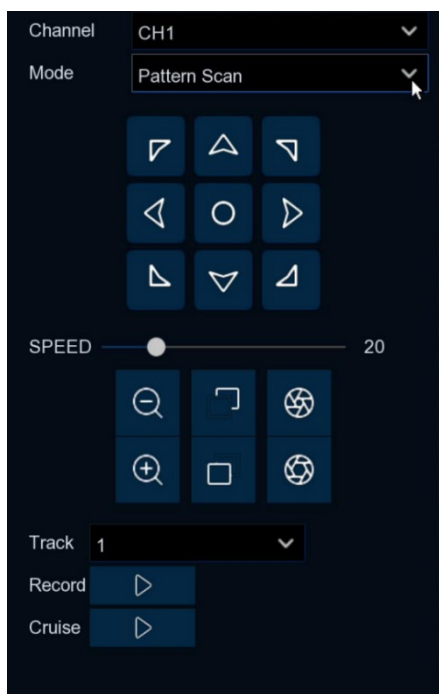 Channel CH1
Mode Pattern Scan
SPEED 20
Track 1
Record
Cruise